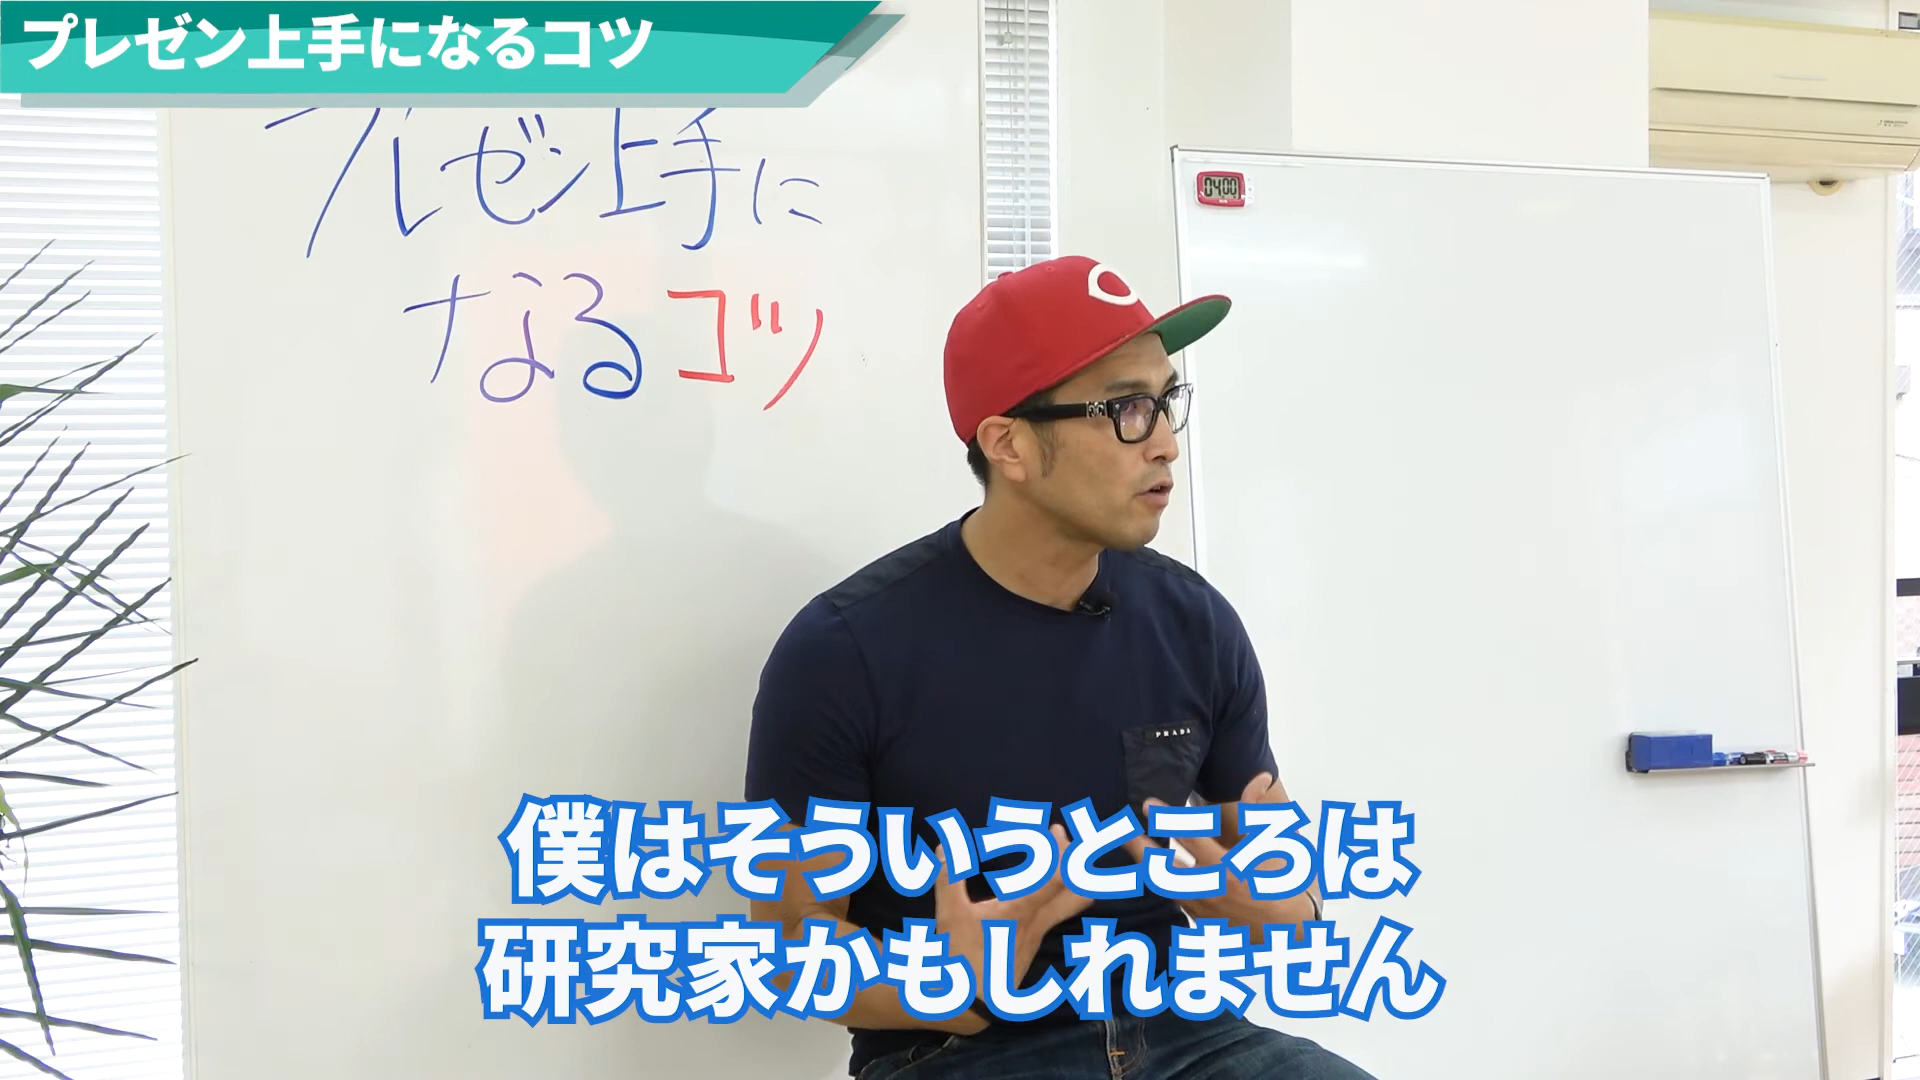 プレゼン上手になるコツ
プレゼン上手に
なるコツ
0400
PRADA
僕はそういうところは
研究家かもしれません